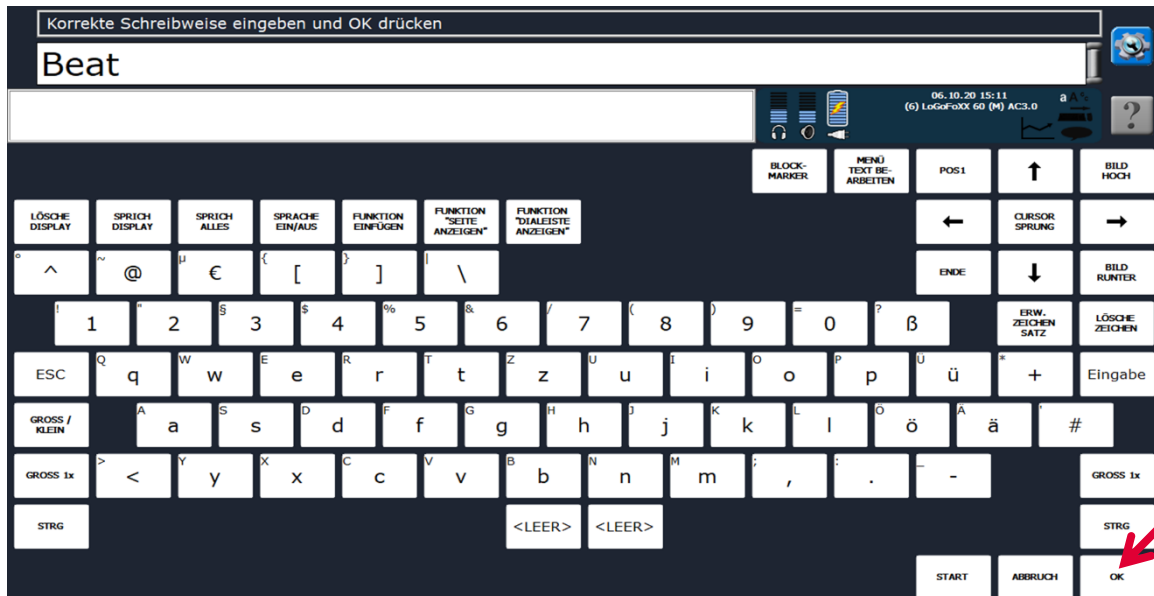 Korrekte Schreibweise eingeben und OK drücken
Beat
06.10.20 15:11
(6) LoGoFoXX 60 (M) AC3.0
a A
?
BLOCK-
MARKER
MENÜ
TEXT BE-
ARBEITEN
POS1
↑
BILD
HOCH
LÖSCHE
DISPLAY
SPRICH
DISPLAY
SPRICH
ALLES
SPRACHE
EIN/AUS
FUNKTION
EINFÜGEN
FUNKTION
"SEITE
ANZEIGEN"
FUNKTION
"DIALEISTE
ANZEIGEN"
←
CURSOR
SPRUNG
→
° ^
~ @
µ €
{ [
} ]
| \
ENDE
↓
BILD
RUNTER
! 1
" 2
§ 3
$ 4
% 5
& 6
/ 7
( 8
) 9
= 0
? ß
ERW.
ZEICHEN
SATZ
LÖSCHE
ZEICHEN
ESC
Q q
W w
E e
R r
T t
Z z
U u
I i
O o
P p
Ü ü
* +
Eingabe
GROSS /
KLEIN
A a
S s
D d
F f
G g
H h
J j
K k
L l
Ö ö
Ä ä
' #
GROSS 1x
> <
Y y
X x
C c
V v
B b
N n
M m
; ,
: .
_ -
GROSS 1x
STRG
<LEER>
<LEER>
STRG
START
ABBRUCH
OK